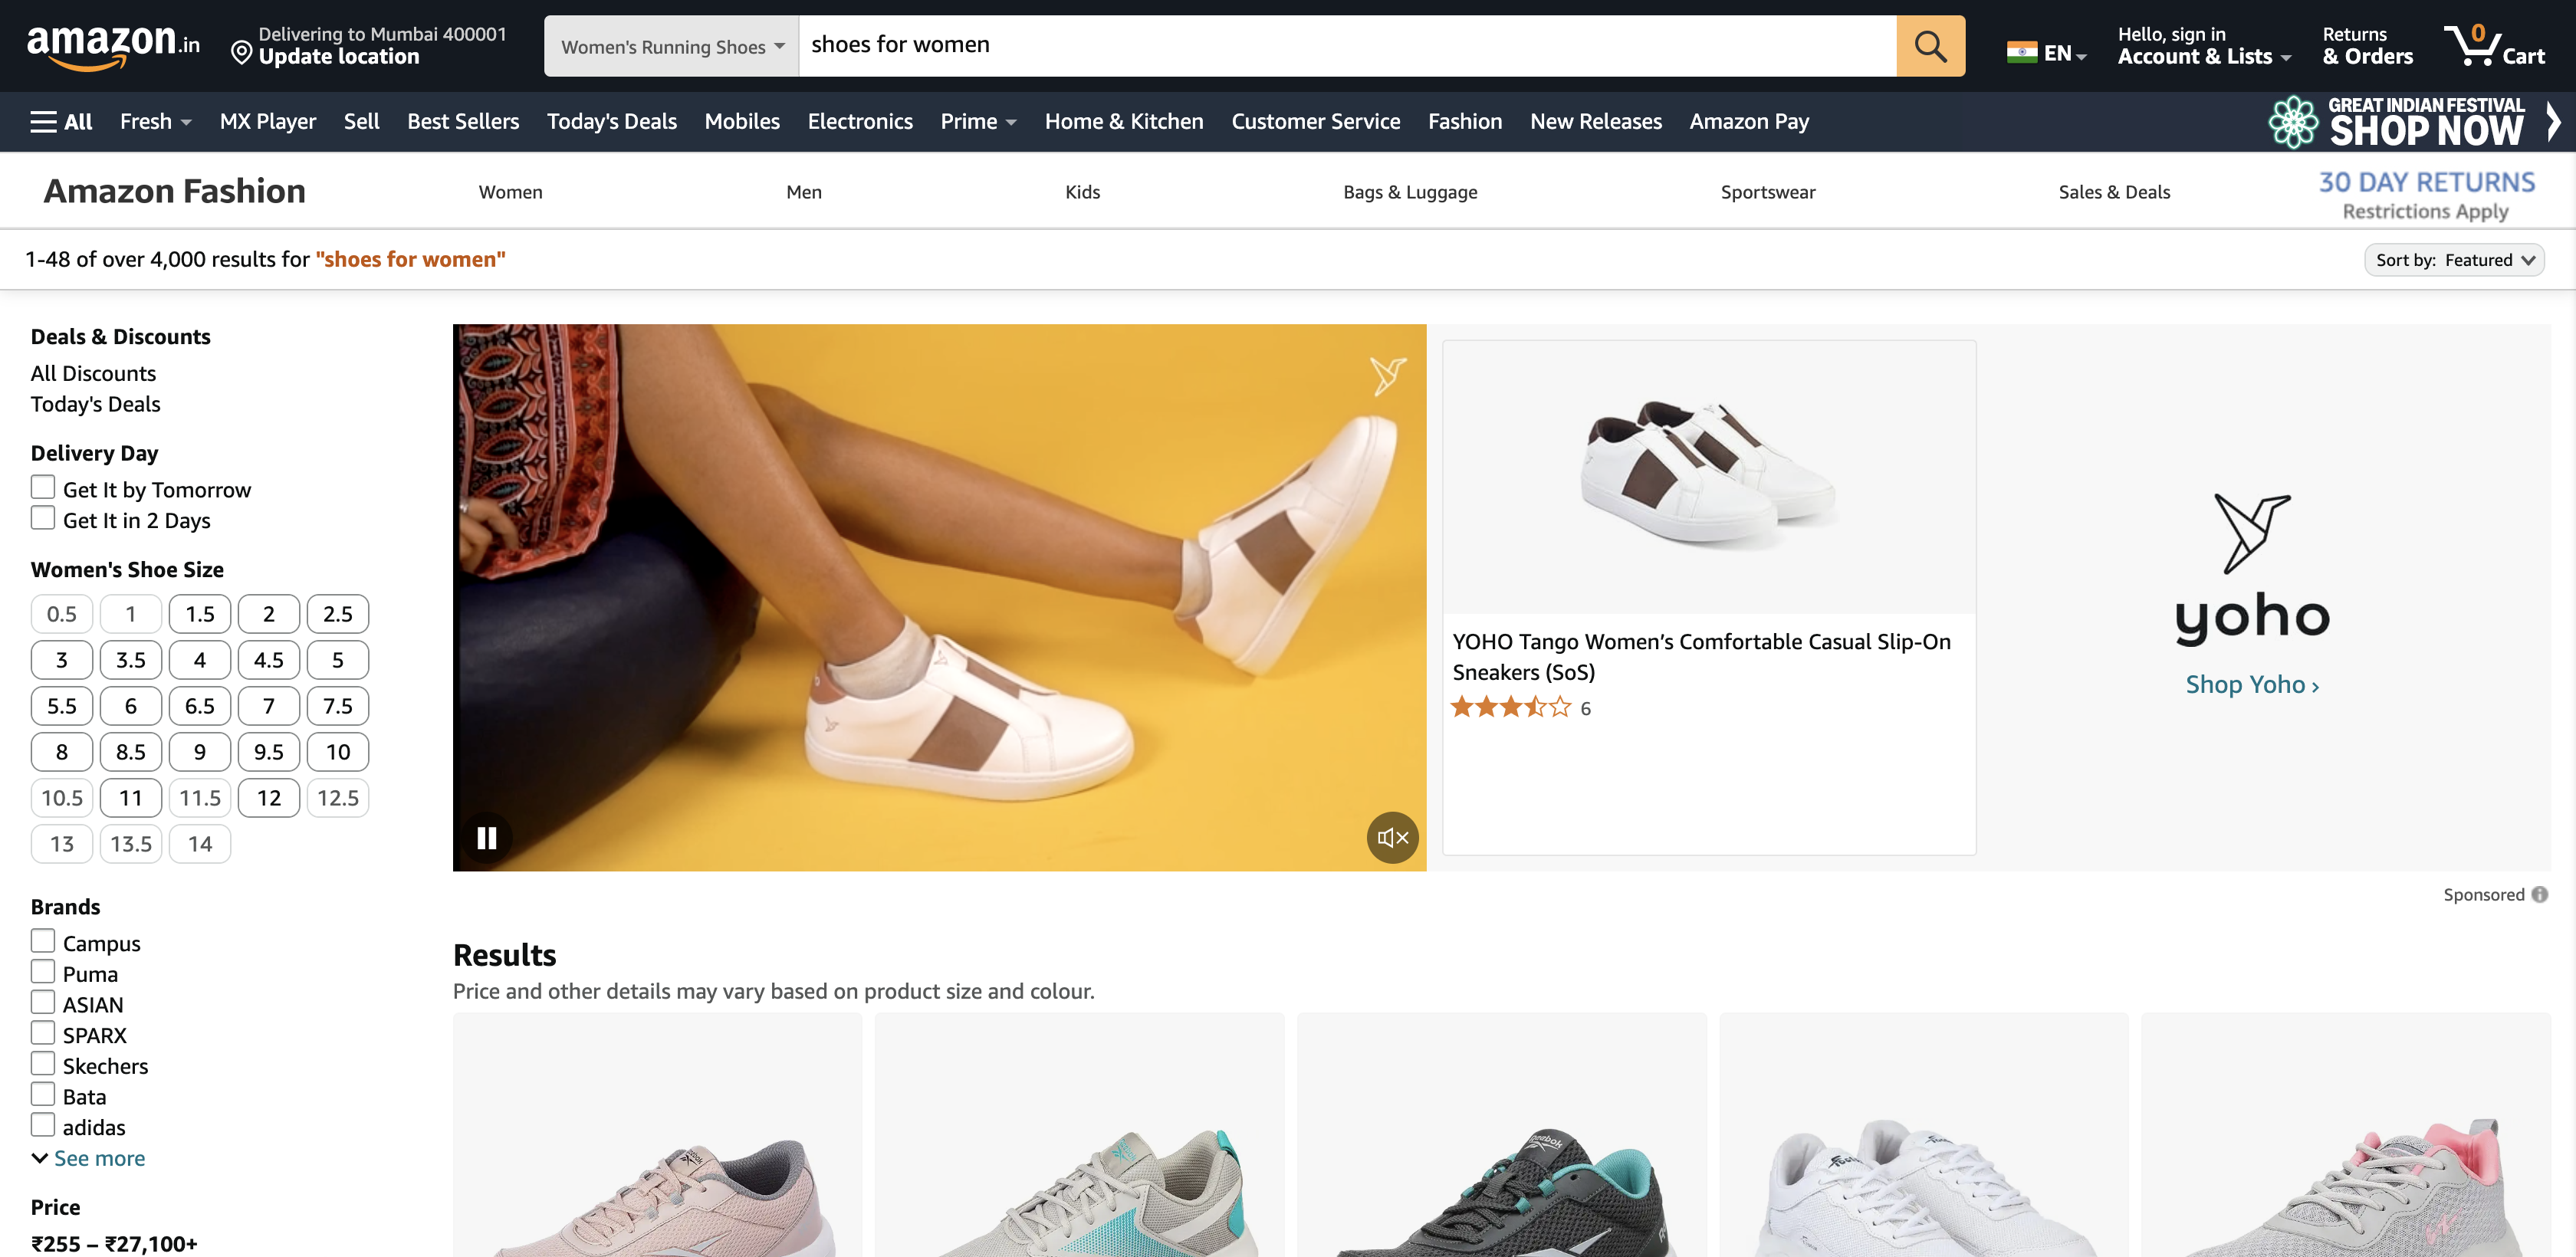 amazon.in
Delivering to Mumbai 400001
Update location
Women's Running Shoes
shoes for women
EN
Hello, sign in
Account & Lists
Returns
& Orders
0
Cart
All
Fresh
MX Player
Sell
Best Sellers
Today's Deals
Mobiles
Electronics
Prime
Home & Kitchen
Customer Service
Fashion
New Releases
Amazon Pay
GREAT INDIAN FESTIVAL
SHOP NOW
Amazon Fashion
Women
Men
Kids
Bags & Luggage
Sportswear
Sales & Deals
30 DAY RETURNS
Restrictions Apply
1-48 of over 4,000 results for "shoes for women"
Sort by: Featured
Deals & Discounts
All Discounts
Today's Deals
Delivery Day
Get It by Tomorrow
Get It in 2 Days
Women's Shoe Size
0.5 1 1.5 2 2.5
3 3.5 4 4.5 5
5.5 6 6.5 7 7.5
8 8.5 9 9.5 10
10.5 11 11.5 12 12.5
13 13.5 14
Brands
Campus
Puma
ASIAN
SPARX
Skechers
Bata
adidas
See more
Price
₹255 – ₹27,100+
YOHO Tango Women's Comfortable Casual Slip-On
Sneakers (SoS)
6
yoho
Shop Yoho ›
Sponsored
Results
Price and other details may vary based on product size and colour.
Reebok